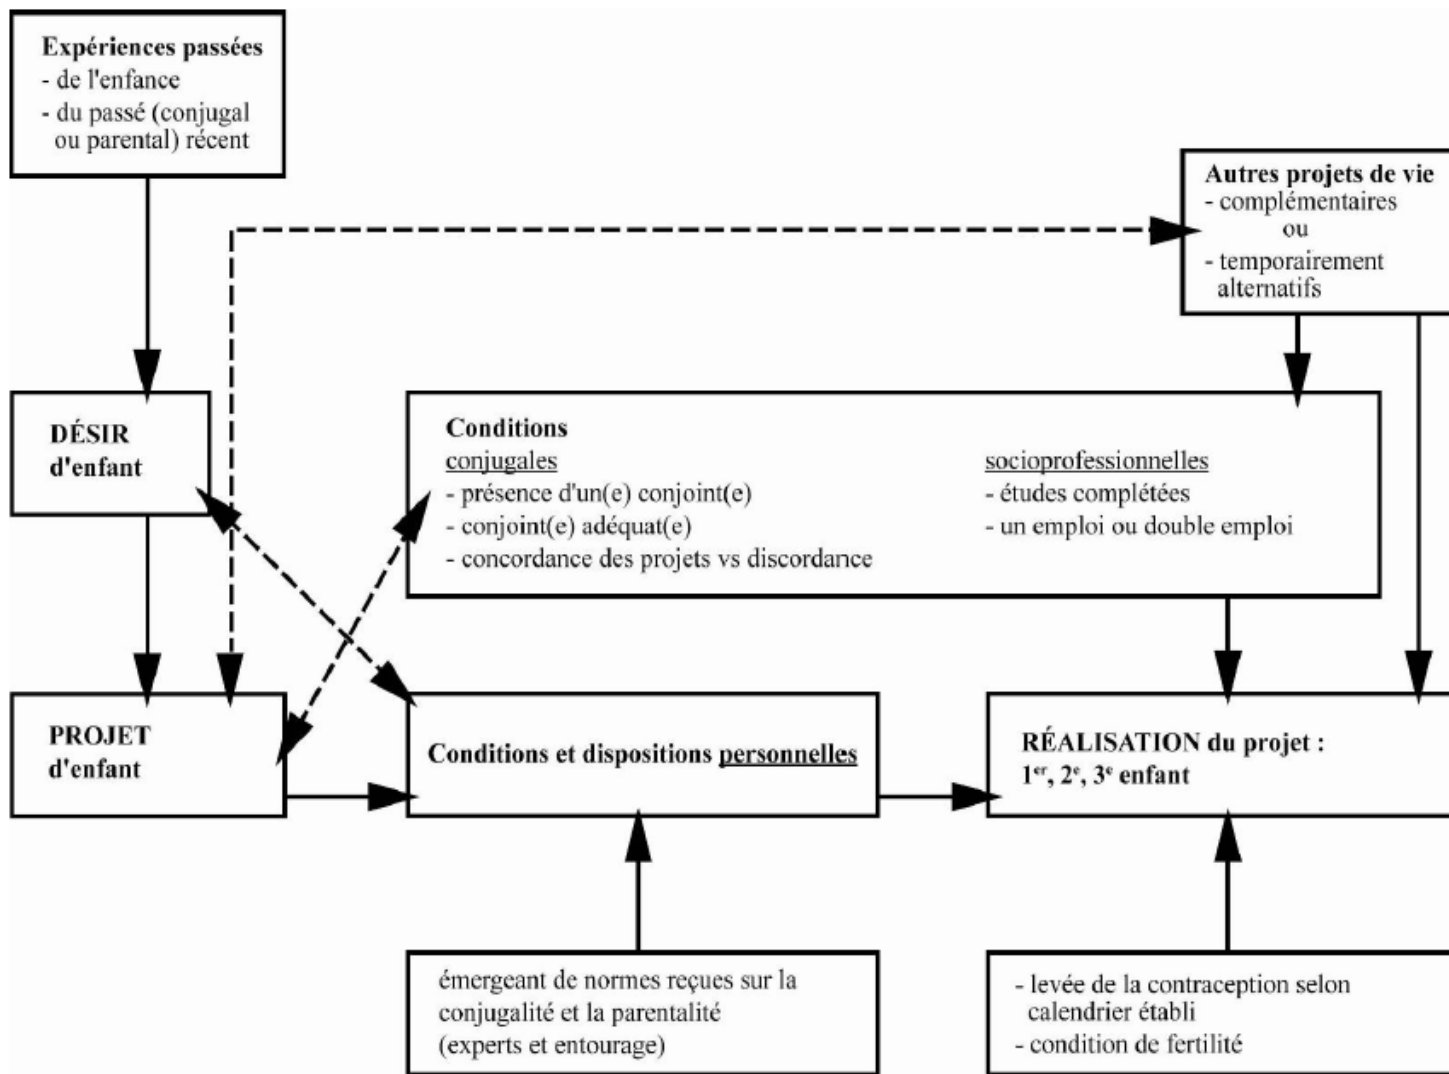 Expériences passées
- de l'enfance
- du passé (conjugal
ou parental) récent
Autres projets de vie
- complémentaires
ou
- temporairement
alternatifs
DÉSIR
d'enfant
Conditions
conjugales
- présence d'un(e) conjoint(e)
- conjoint(e) adéquat(e)
- concordance des projets vs discordance
socioprofessionnelles
- études complétées
- un emploi ou double emploi
PROJET
d'enfant
Conditions et dispositions personnelles
RÉALISATION du projet :
1er, 2e, 3e enfant
émergeant de normes reçues sur la
conjugalité et la parentalité
(experts et entourage)
- levée de la contraception selon
calendrier établi
- condition de fertilité